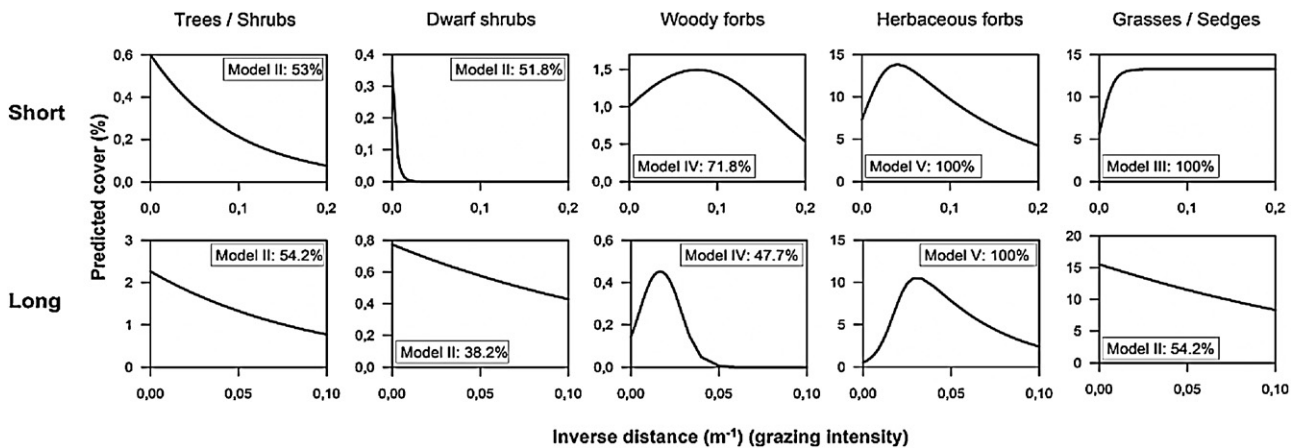 Trees / Shrubs Dwarf shrubs Woody forbs Herbaceous forbs Grasses / Sedges
Short
Predicted cover (%)
0,6
0,4
0,2
0,0
0,0 0,1 0,2
Model II: 53%
0,4
0,3
0,2
0,1
0,0
0,0 0,1 0,2
Model II: 51.8%
1,5
1,0
0,5
0,0
0,0 0,1 0,2
Model IV: 71.8%
15
10
5
0
0,0 0,1 0,2
Model V: 100%
15
10
5
0
0,0 0,1 0,2
Model III: 100%
Long
3
2
1
0
0,00 0,05 0,10
Model II: 54.2%
0,8
0,6
0,4
0,2
0,0
0,00 0,05 0,10
Model II: 38.2%
0,6
0,4
0,2
0,0
0,00 0,05 0,10
Model IV: 47.7%
15
10
5
0
0,00 0,05 0,10
Model V: 100%
20
15
10
5
0
0,00 0,05 0,10
Model II: 54.2%
Inverse distance (m⁻¹) (grazing intensity)